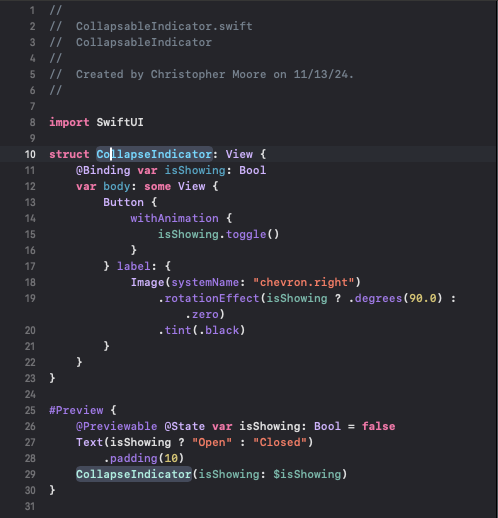 1 //
2 // CollapsableIndicator.swift
3 // CollapsableIndicator
4 //
5 // Created by Christopher Moore on 11/13/24.
6 //
7
8 import SwiftUI
9
10 struct CollapseIndicator: View {
11     @Binding var isShowing: Bool
12     var body: some View {
13         Button {
14             withAnimation {
15                 isShowing.toggle()
16             }
17         } label: {
18             Image(systemName: "chevron.right")
19                 .rotationEffect(isShowing ? .degrees(90.0) :
                    .zero)
20                 .tint(.black)
21         }
22     }
23 }
24
25 #Preview {
26     @Previewable @State var isShowing: Bool = false
27     Text(isShowing ? "Open" : "Closed")
28         .padding(10)
29     CollapseIndicator(isShowing: $isShowing)
30 }
31